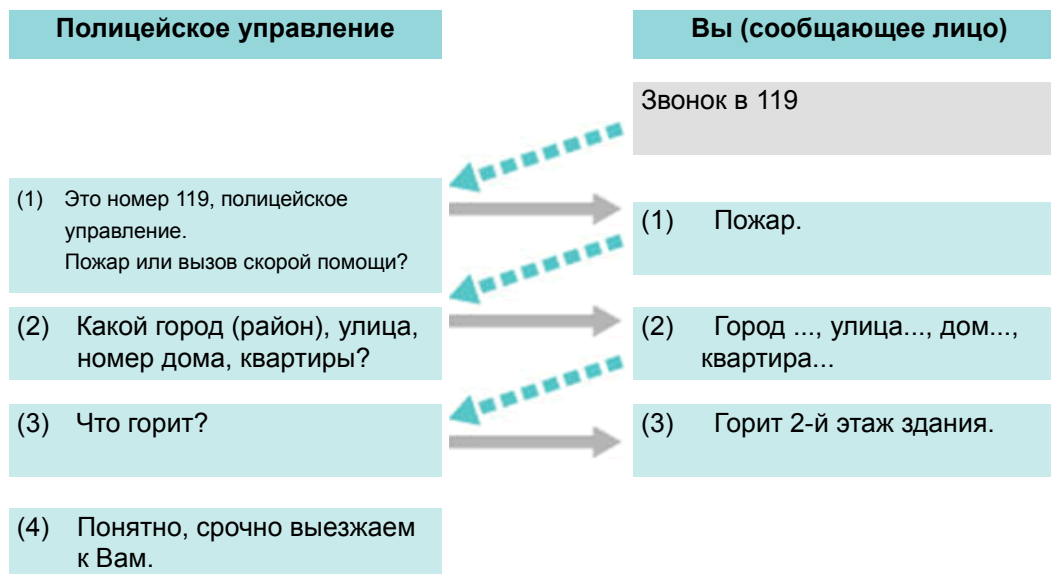 Полицейское управление
Вы (сообщающее лицо)
Звонок в 119
(1) Это номер 119, полицейское
управление.
Пожар или вызов скорой помощи?
(1) Пожар.
(2) Какой город (район), улица,
номер дома, квартиры?
(2) Город ..., улица..., дом...,
квартира...
(3) Что горит?
(3) Горит 2-й этаж здания.
(4) Понятно, срочно выезжаем
к Вам.